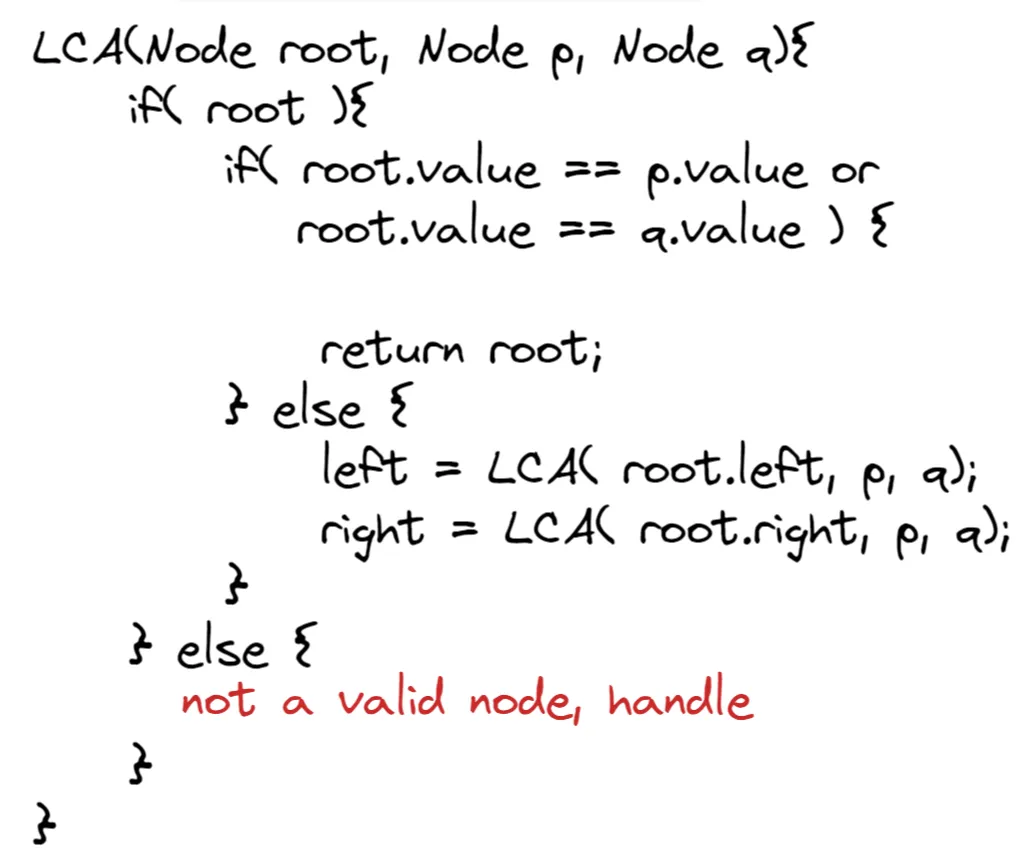 LCA(Node root, Node p, Node q){
if( root ){
if( root.value == p.value or
root.value == q.value ) {
return root;
} else {
left = LCA( root.left, p, q);
right = LCA( root.right, p, q);
}
} else {
not a valid node, handle
}
}